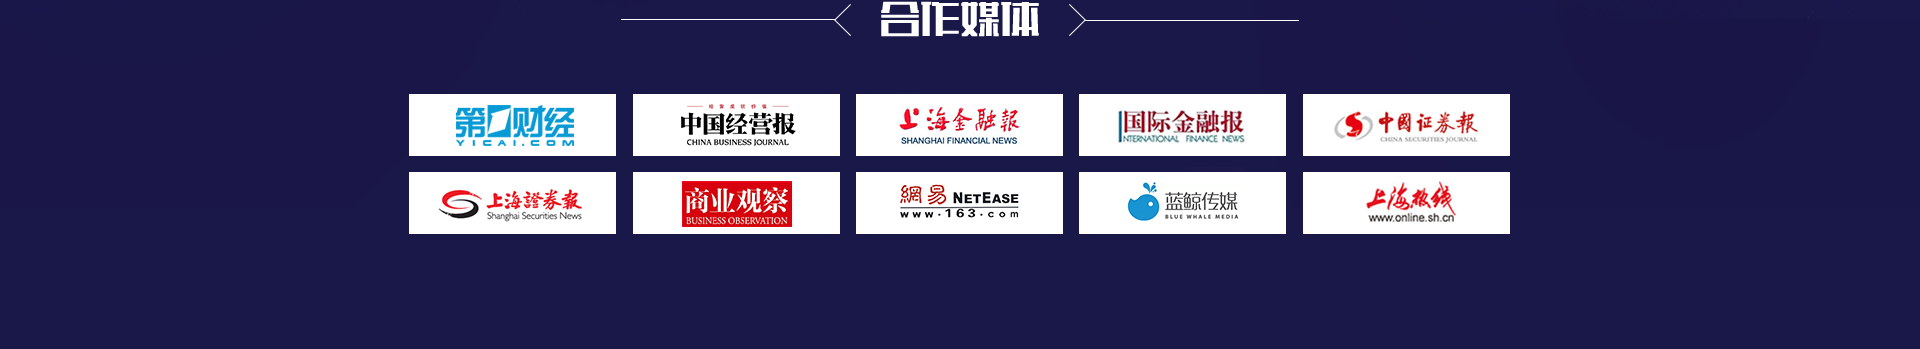 合作媒体
第一财经
YICAI.COM
中国经营报
CHINA BUSINESS JOURNAL
上海金融報
SHANGHAI FINANCIAL NEWS
国际金融报
INTERNATIONAL FINANCE NEWS
中國证券報
CHINA SECURITIES JOURNAL
上海證券報
Shanghai Securities News
商业观察
BUSINESS OBSERVATION
網易 NETEASE
www.163.com
蓝鲸传媒
BLUE WHALE MEDIA
上海热线
www.online.sh.cn